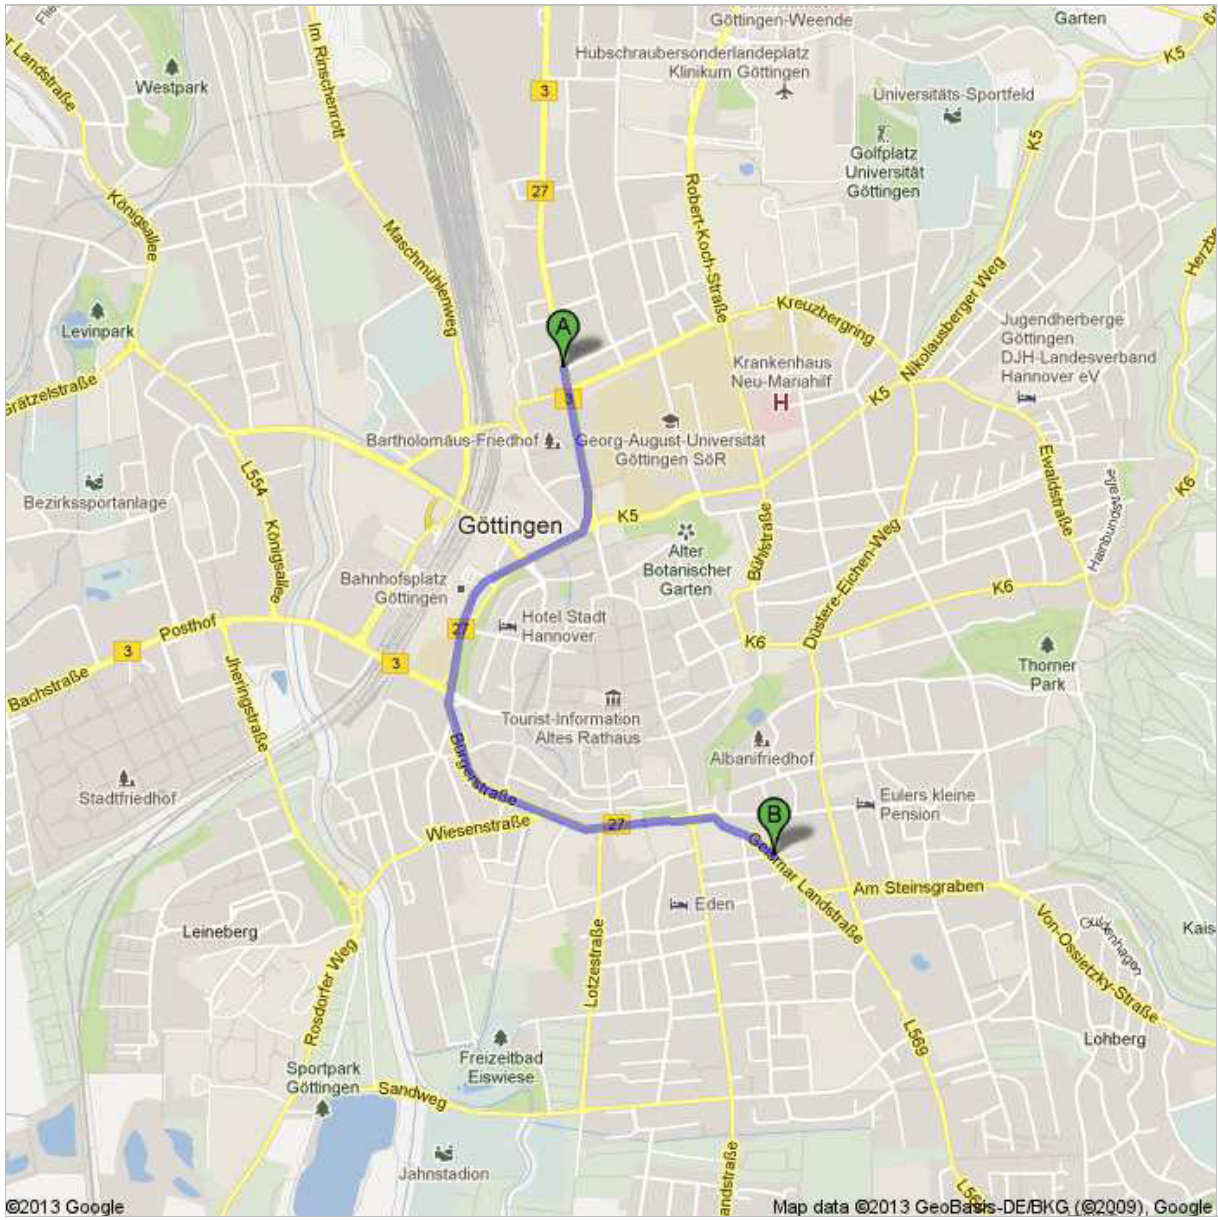 Göttingen-Weende
Garten
Hubschraubersonderlandeplatz
Klinikum Göttingen
K5
Westpark
Im Rinschenrott
3
Universitäts-Sportfeld
K5
Golfplatz
Universität
Göttingen
27
Königsallee
Robert-Koch-Straße
Maschmühlenweg
Nikolausberger Weg
Levinpark
A
Kreuzbergring
Jugendherberge
Göttingen
DJH-Landesverband
Hannover eV
Krankenhaus
Neu-Mariahilf
H
K5
Bartholomäus-Friedhof
Georg-August-Universität
Göttingen SöR
L554
Königsallee
Bezirkssportanlage
Ewaldstraße
Hainbundstraße
K6
Göttingen
K5
Alter
Botanischer
Garten
Bühlstraße
Düstere-Eichen-Weg
K6
Bahnhofsplatz
Göttingen
Hotel Stadt
Hannover
Posthof
3
27
3
K6
Thorner
Park
Bachstraße
Jheringstraße
Tourist-Information
Altes Rathaus
Albanifriedhof
Bürgerstraße
Stadtfriedhof
Eulers kleine
Pension
B
Wiesenstraße
27
Geismar Landstraße
Am Steinsgraben
Eden
Leineberg
Lotzestraße
Von-Ossietzky-Straße
Guldenhagen
Rosdorfer Weg
L569
Lohberg
Freizeitbad
Eiswiese
Sportpark
Göttingen
Sandweg
Jahnstadion
©2013 Google
Map data ©2013 GeoBasis-DE/BKG (©2009), Google